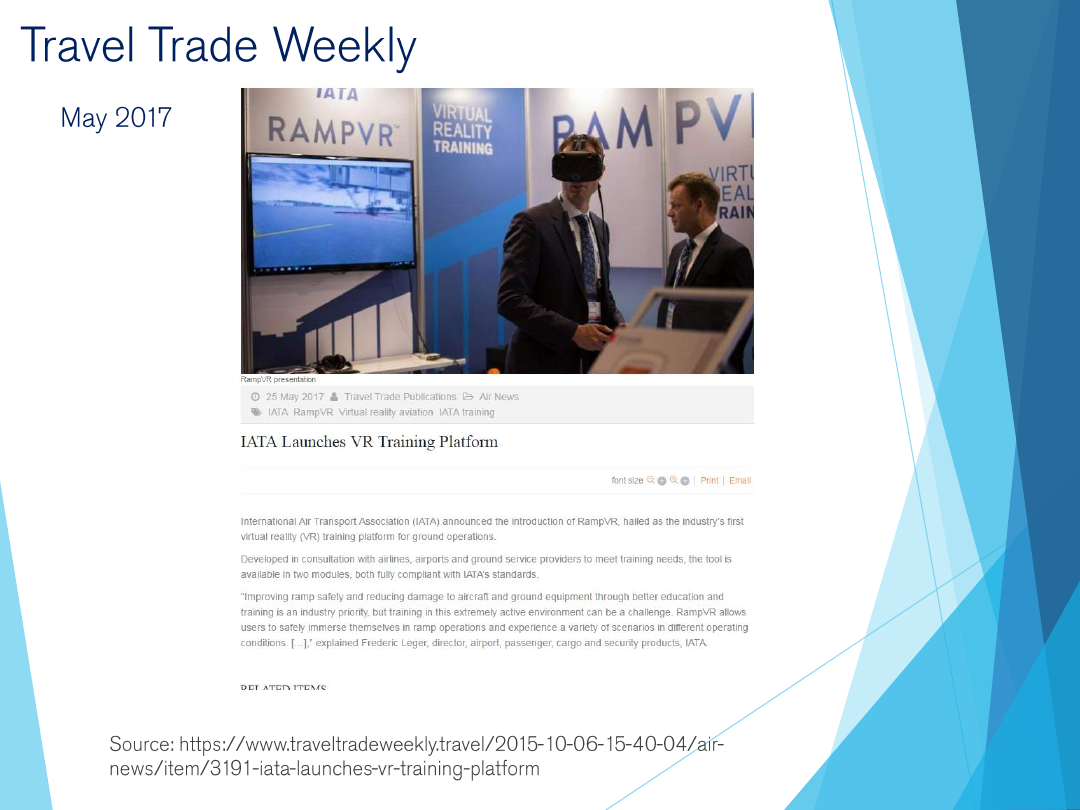 Travel Trade Weekly
May 2017
IATA
RAMPVR™
VIRTUAL
REALITY
TRAINING
RAMPV
VIRTU
EAL
RAIN
RampVR presentation
25 May 2017 Travel Trade Publications Air News
IATA RampVR Virtual reality aviation IATA training
IATA Launches VR Training Platform
font size | Print | Email
International Air Transport Association (IATA) announced the introduction of RampVR, hailed as the industry's first
virtual reality (VR) training platform for ground operations.
Developed in consultation with airlines, airports and ground service providers to meet training needs, the tool is
available in two modules, both fully compliant with IATA's standards.
"Improving ramp safety and reducing damage to aircraft and ground equipment through better education and
training is an industry priority, but training in this extremely active environment can be a challenge. RampVR allows
users to safely immerse themselves in ramp operations and experience a variety of scenarios in different operating
conditions. […]," explained Frederic Leger, director, airport, passenger, cargo and security products, IATA.
RELATED ITEMS
Source: https://www.traveltradeweekly.travel/2015-10-06-15-40-04/air-
news/item/3191-iata-launches-vr-training-platform